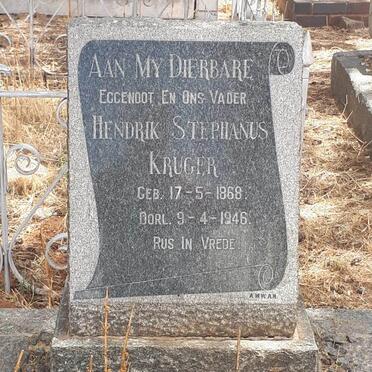 AAN MY DIERBARE
EGGENOOT EN ONS VADER
HENDRIK STEPHANUS
KRUGER
GEB. 17-5-1868.
OORL. 9-4-1946.
RUS IN VREDE